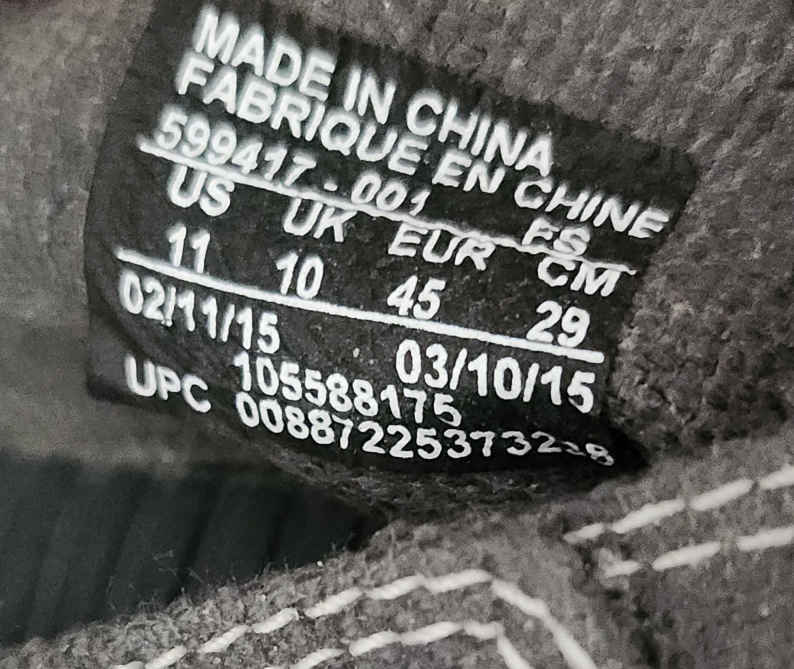 MADE IN CHINA
FABRIQUE EN CHINE
599417-001 FS
US UK EUR CM
11 10 45 29
02/11/15 03/10/15
105588175
UPC